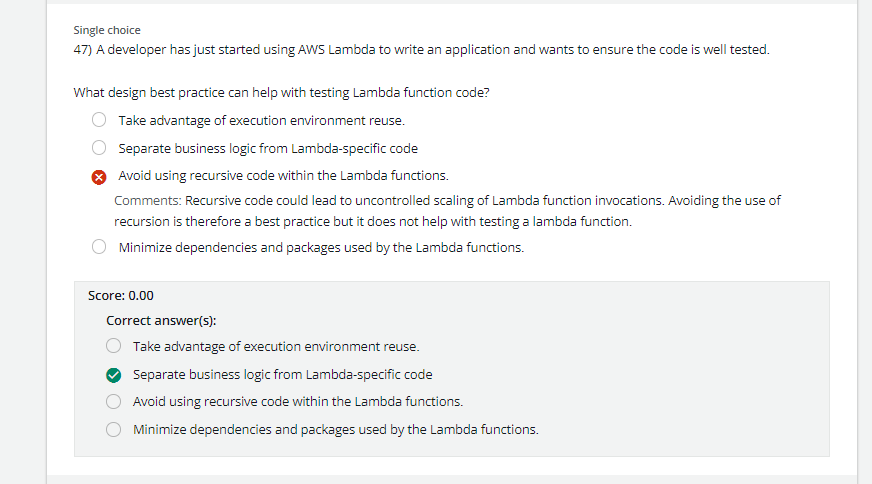 Single choice
47) A developer has just started using AWS Lambda to write an application and wants to ensure the code is well tested.
What design best practice can help with testing Lambda function code?
Take advantage of execution environment reuse.
Separate business logic from Lambda-specific code
Avoid using recursive code within the Lambda functions.
Comments: Recursive code could lead to uncontrolled scaling of Lambda function invocations. Avoiding the use of
recursion is therefore a best practice but it does not help with testing a lambda function.
Minimize dependencies and packages used by the Lambda functions.
Score: 0.00
Correct answer(s):
Take advantage of execution environment reuse.
Separate business logic from Lambda-specific code
Avoid using recursive code within the Lambda functions.
Minimize dependencies and packages used by the Lambda functions.